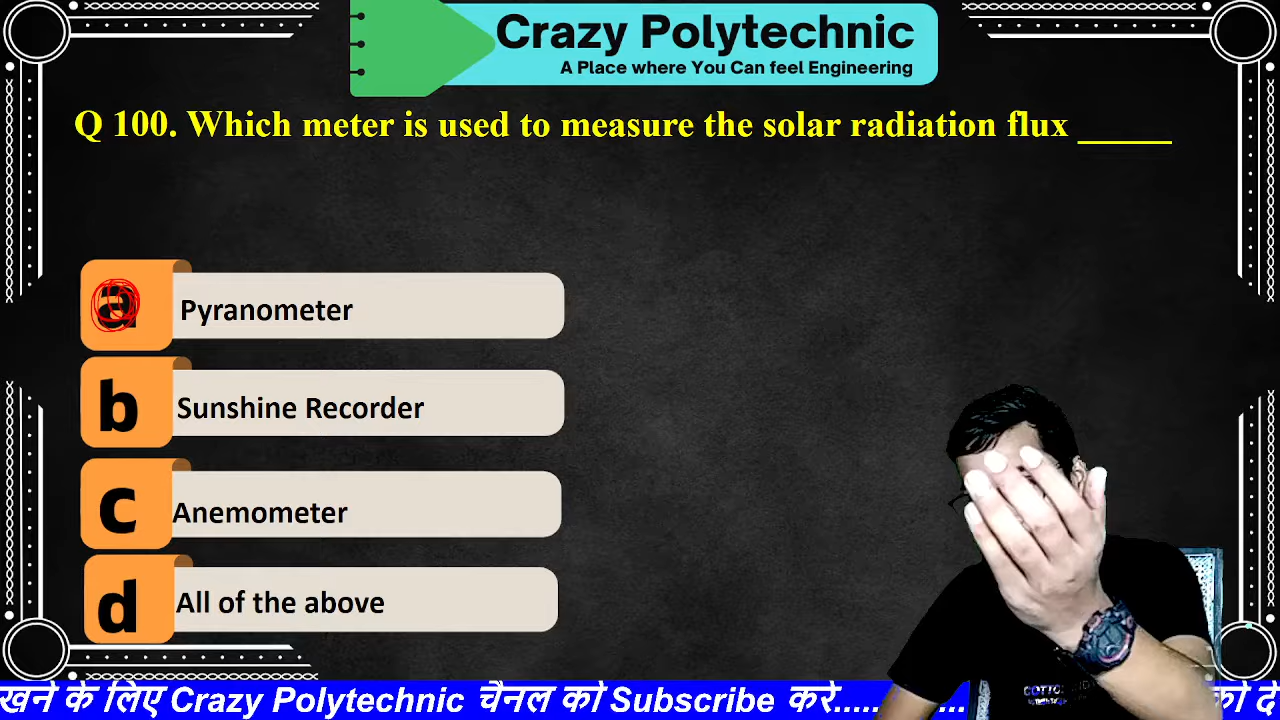 Crazy Polytechnic
A Place where You Can feel Engineering
Q 100. Which meter is used to measure the solar radiation flux _____
a Pyranometer
b Sunshine Recorder
c Anemometer
d All of the above
खने के लिए Crazy Polytechnic चैनल को Subscribe करे.....
को दे